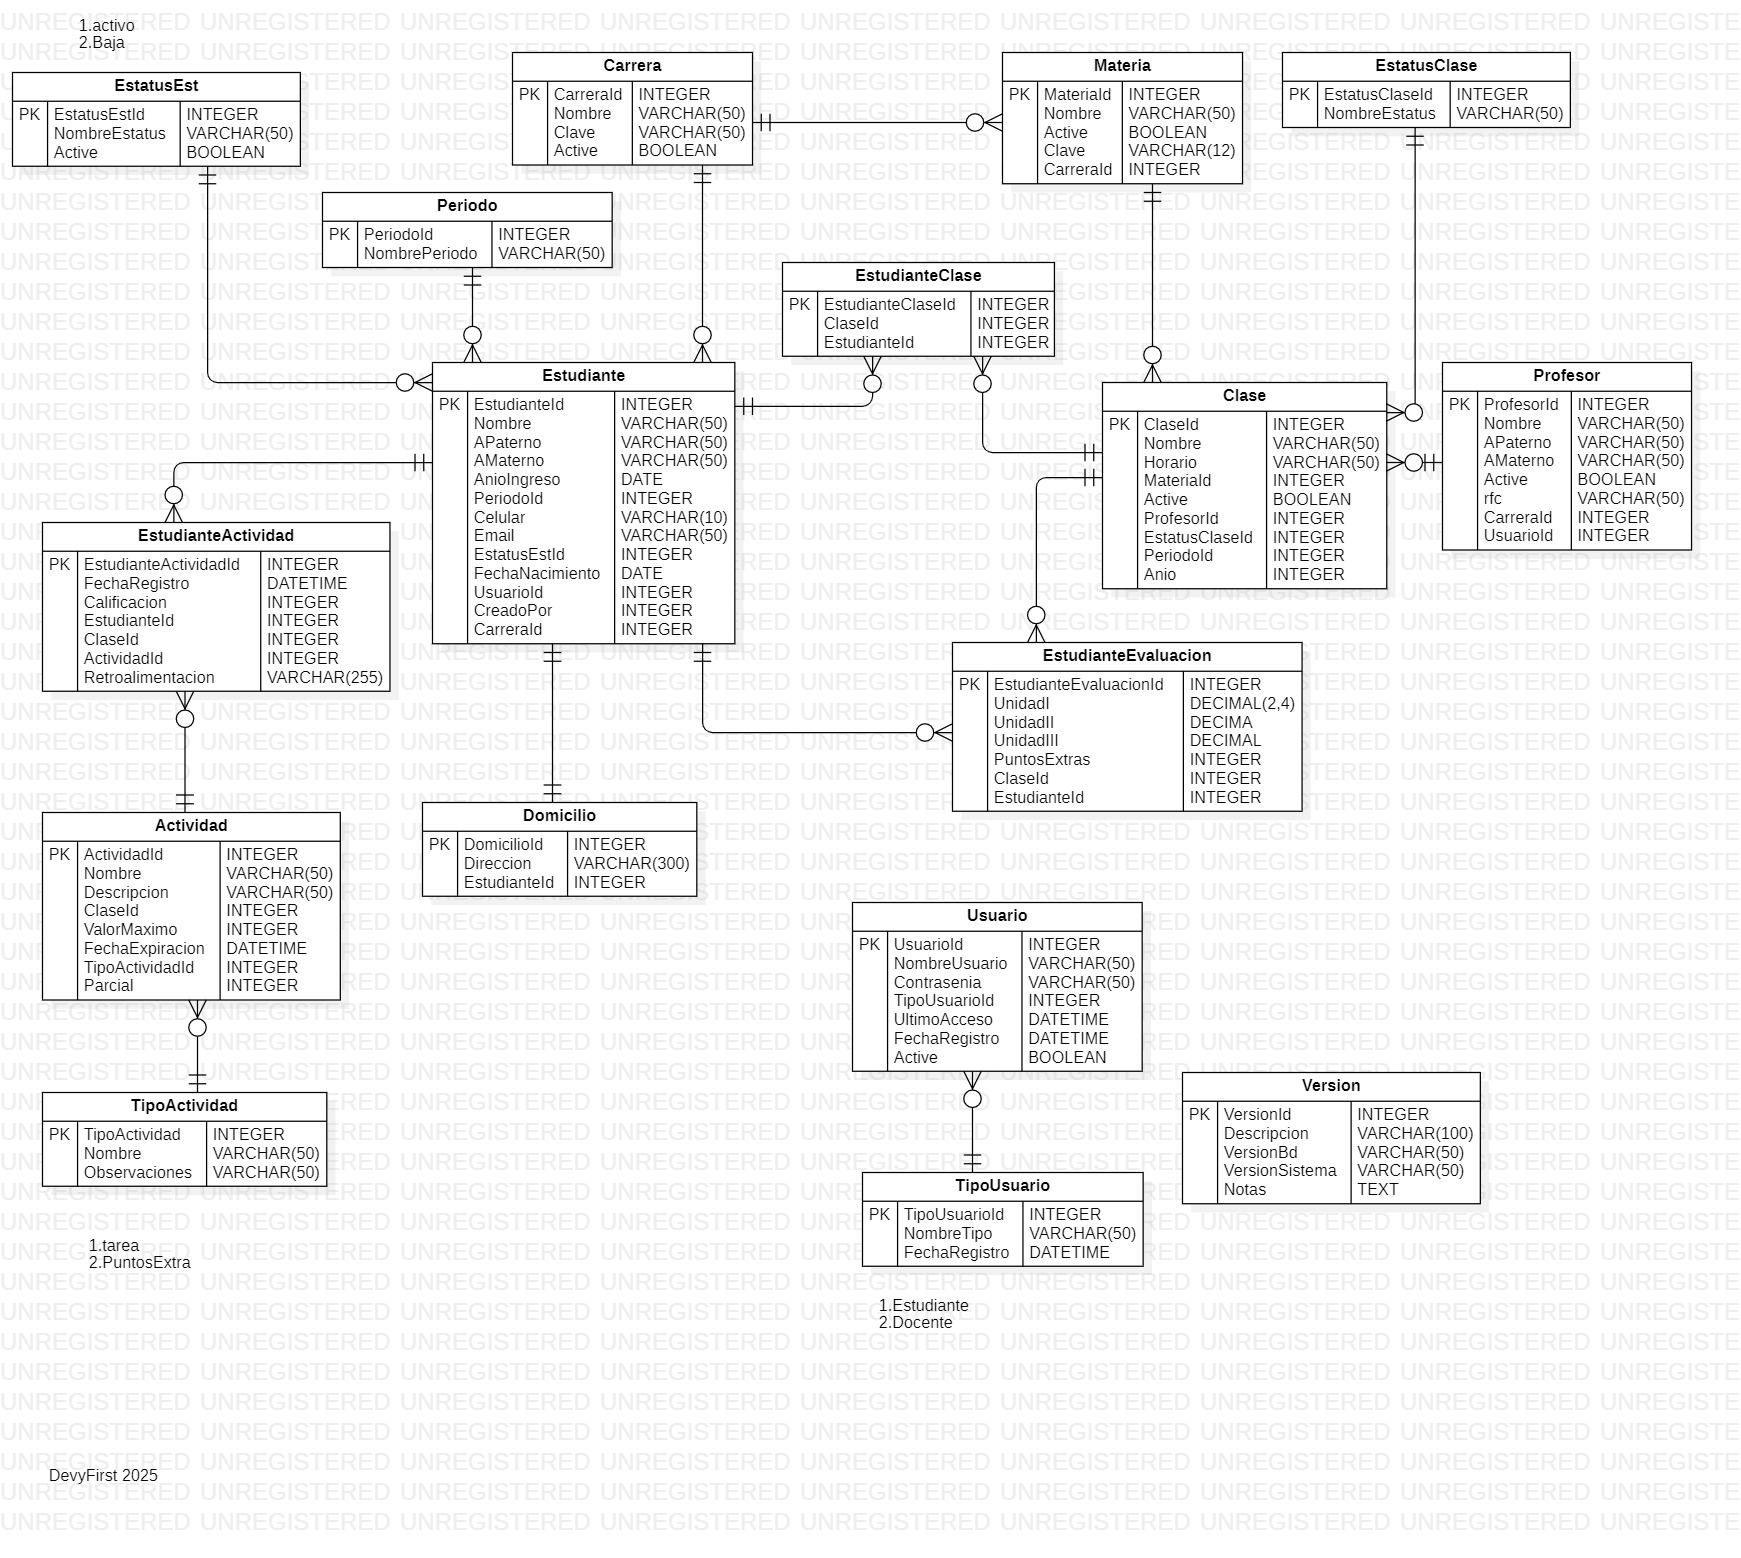 1.activo
2.Baja
EstatusEst
PK EstatusEstId INTEGER
NombreEstatus VARCHAR(50)
Active BOOLEAN
Carrera
PK CarreraId INTEGER
Nombre VARCHAR(50)
Clave VARCHAR(50)
Active BOOLEAN
Materia
PK MateriaId INTEGER
Nombre VARCHAR(50)
Active BOOLEAN
Clave VARCHAR(12)
CarreraId INTEGER
EstatusClase
PK EstatusClaseId INTEGER
NombreEstatus VARCHAR(50)
Periodo
PK PeriodoId INTEGER
NombrePeriodo VARCHAR(50)
EstudianteClase
PK EstudianteClaseId INTEGER
ClaseId INTEGER
EstudianteId INTEGER
Estudiante
PK EstudianteId INTEGER
Nombre VARCHAR(50)
APaterno VARCHAR(50)
AMaterno VARCHAR(50)
AnioIngreso DATE
PeriodoId INTEGER
Celular VARCHAR(10)
Email VARCHAR(50)
EstatusEstId INTEGER
FechaNacimiento DATE
UsuarioId INTEGER
CreadoPor INTEGER
CarreraId INTEGER
Clase
PK ClaseId INTEGER
Nombre VARCHAR(50)
Horario VARCHAR(50)
MateriaId INTEGER
Active BOOLEAN
ProfesorId INTEGER
EstatusClaseId INTEGER
PeriodoId INTEGER
Anio INTEGER
Profesor
PK ProfesorId INTEGER
Nombre VARCHAR(50)
APaterno VARCHAR(50)
AMaterno VARCHAR(50)
Active BOOLEAN
rfc VARCHAR(50)
CarreraId INTEGER
UsuarioId INTEGER
EstudianteActividad
PK EstudianteActividadId INTEGER
FechaRegistro DATETIME
Calificacion INTEGER
EstudianteId INTEGER
ClaseId INTEGER
ActividadId INTEGER
Retroalimentacion VARCHAR(255)
EstudianteEvaluacion
PK EstudianteEvaluacionId INTEGER
UnidadI DECIMAL(2,4)
UnidadII DECIMA
UnidadIII DECIMAL
PuntosExtras INTEGER
ClaseId INTEGER
EstudianteId INTEGER
Actividad
PK ActividadId INTEGER
Nombre VARCHAR(50)
Descripcion VARCHAR(50)
ClaseId INTEGER
ValorMaximo INTEGER
FechaExpiracion DATETIME
TipoActividadId INTEGER
Parcial INTEGER
Domicilio
PK DomicilioId INTEGER
Direccion VARCHAR(300)
EstudianteId INTEGER
Usuario
PK UsuarioId INTEGER
NombreUsuario VARCHAR(50)
Contrasenia VARCHAR(50)
TipoUsuarioId INTEGER
UltimoAcceso DATETIME
FechaRegistro DATETIME
Active BOOLEAN
TipoActividad
PK TipoActividad INTEGER
Nombre VARCHAR(50)
Observaciones VARCHAR(50)
Version
PK VersionId INTEGER
Descripcion VARCHAR(100)
VersionBd VARCHAR(50)
VersionSistema VARCHAR(50)
Notas TEXT
TipoUsuario
PK TipoUsuarioId INTEGER
NombreTipo VARCHAR(50)
FechaRegistro DATETIME
1.tarea
2.PuntosExtra
1.Estudiante
2.Docente
DevyFirst 2025
UNREGISTERED